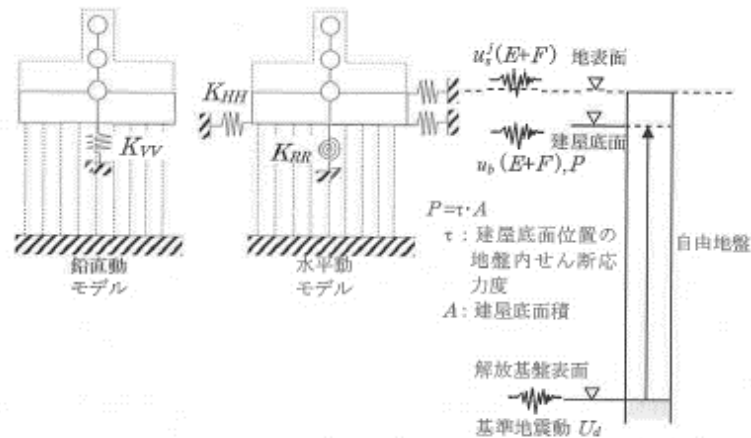 u_s^j (E+F) 地表面
K_HH
建屋底面
K_VV
K_RR
u_b (E+F), P
P=τ・A
τ：建屋底面位置の
地盤内せん断応
力度
A：建屋底面積
自由地盤
鉛直動
モデル
水平動
モデル
解放基盤表面
基準地震動 U_d